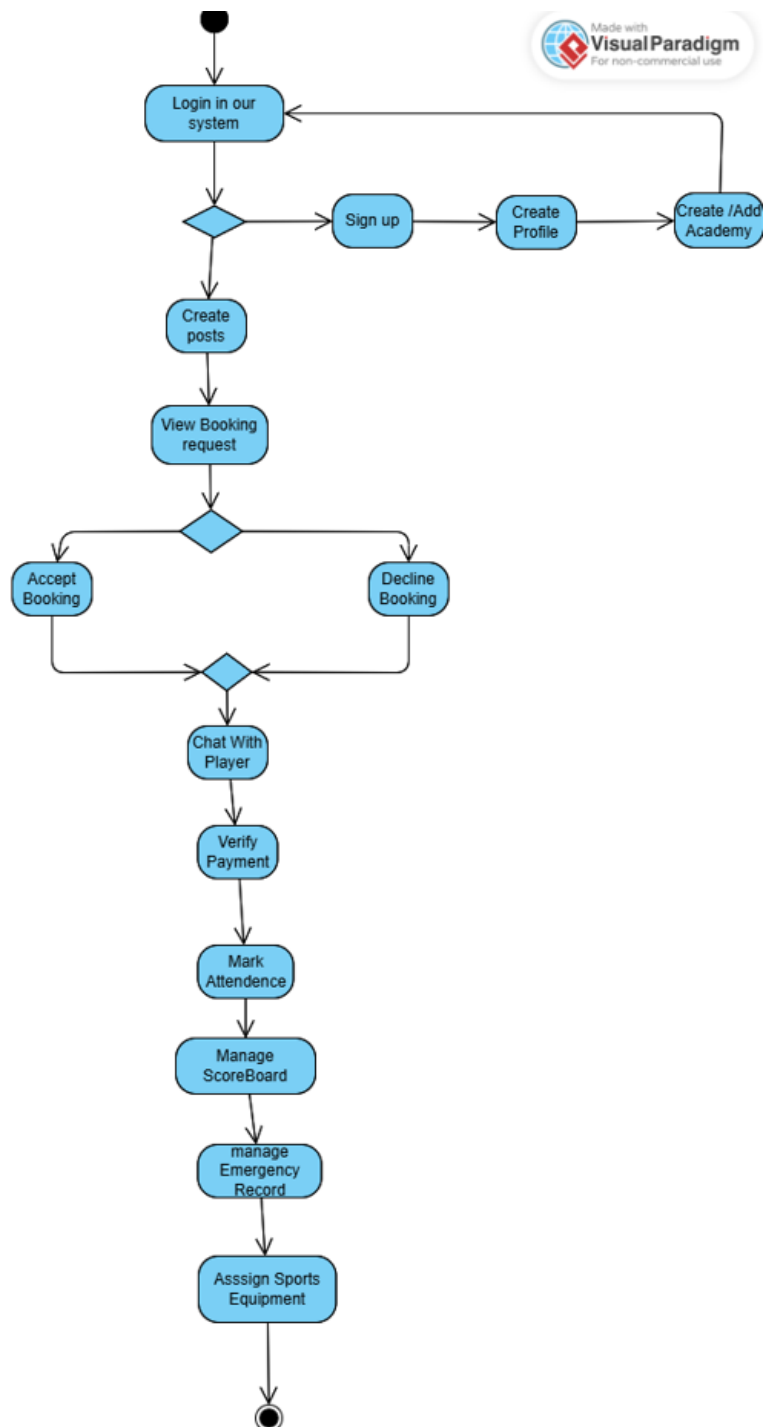 Made with
Visual Paradigm
For non-commercial use
Login in our
system
Sign up
Create
Profile
Create /Add
Academy
Create
posts
View Booking
request
Accept
Booking
Decline
Booking
Chat With
Player
Verify
Payment
Mark
Attendence
Manage
ScoreBoard
manage
Emergency
Record
Asssign Sports
Equipment